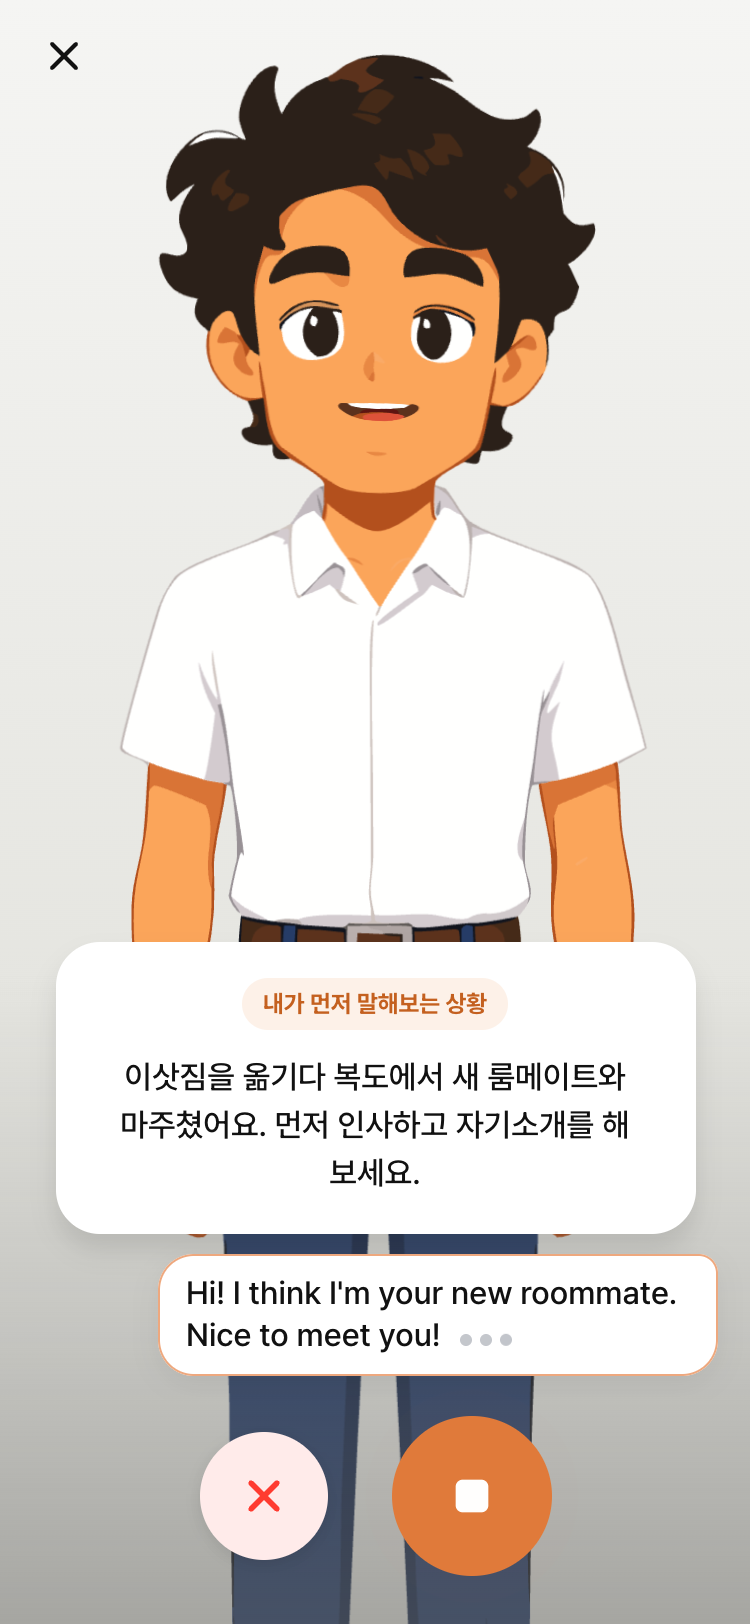 내가 먼저 말해보는 상황
이삿짐을 옮기다 복도에서 새 룸메이트와
마주쳤어요. 먼저 인사하고 자기소개를 해
보세요.
Hi! I think I'm your new roommate.
Nice to meet you!